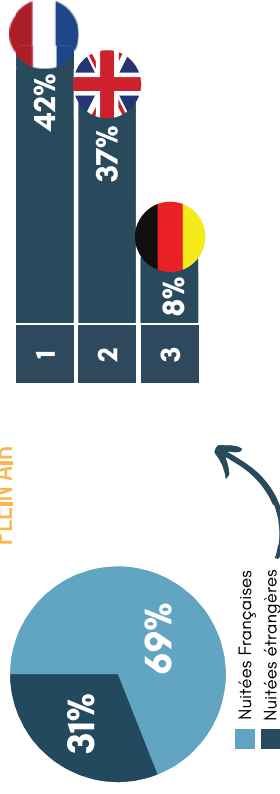 PLEIN AIR
31%
69%
Nuitées Françaises
Nuitées étrangères
1 42%
2 37%
3 8%